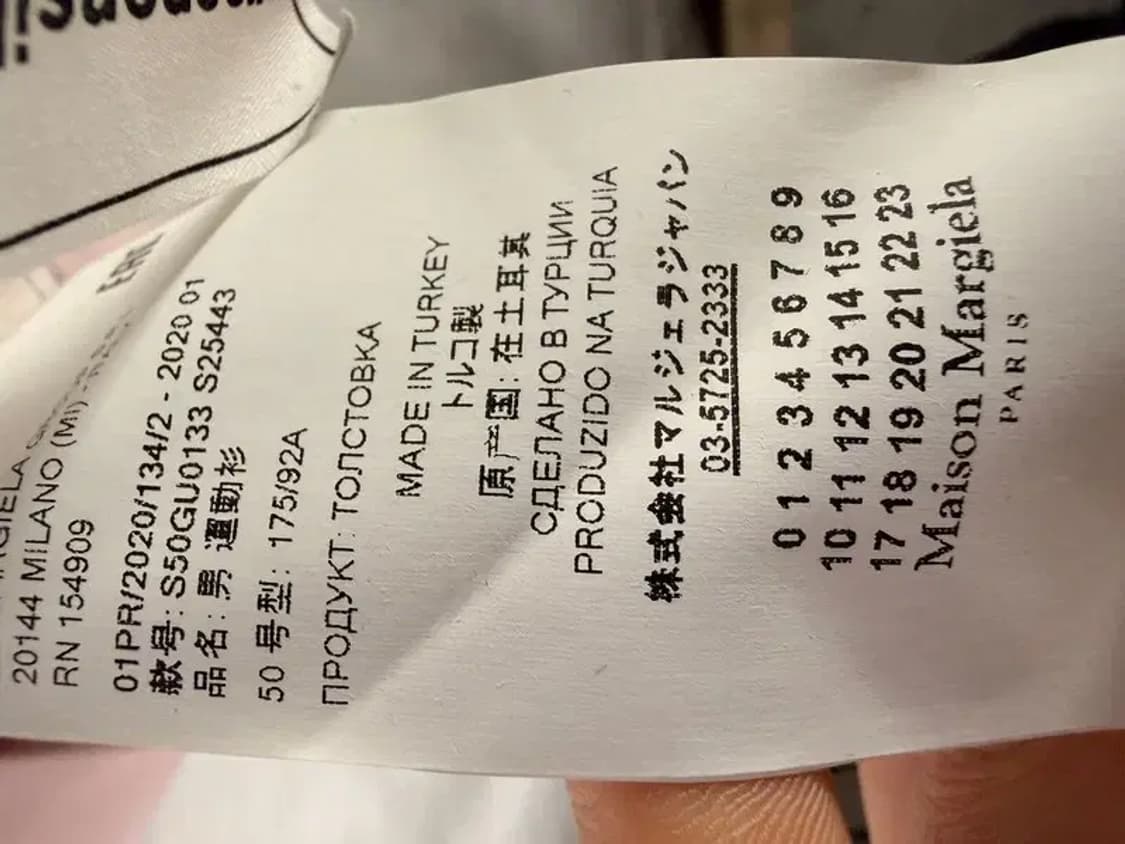 20144 MILANO (MI)
RN 154909
01PR/2020/134/2 - 2020 01
款号: S50GU0133 S25443
品名: 男 運動衫
50 号型: 175/92A
ПРОДУКТ: ТОЛСТОВКА
MADE IN TURKEY
トルコ製
原产国: 在土耳其
СДЕЛАНО В ТУРЦИИ
PRODUZIDO NA TURQUIA
株式会社マルジェラジャパン
03-5725-2333
0 1 2 3 4 5 6 7 8 9
10 11 12 13 14 15 16
17 18 19 20 21 22 23
Maison Margiela
PARIS